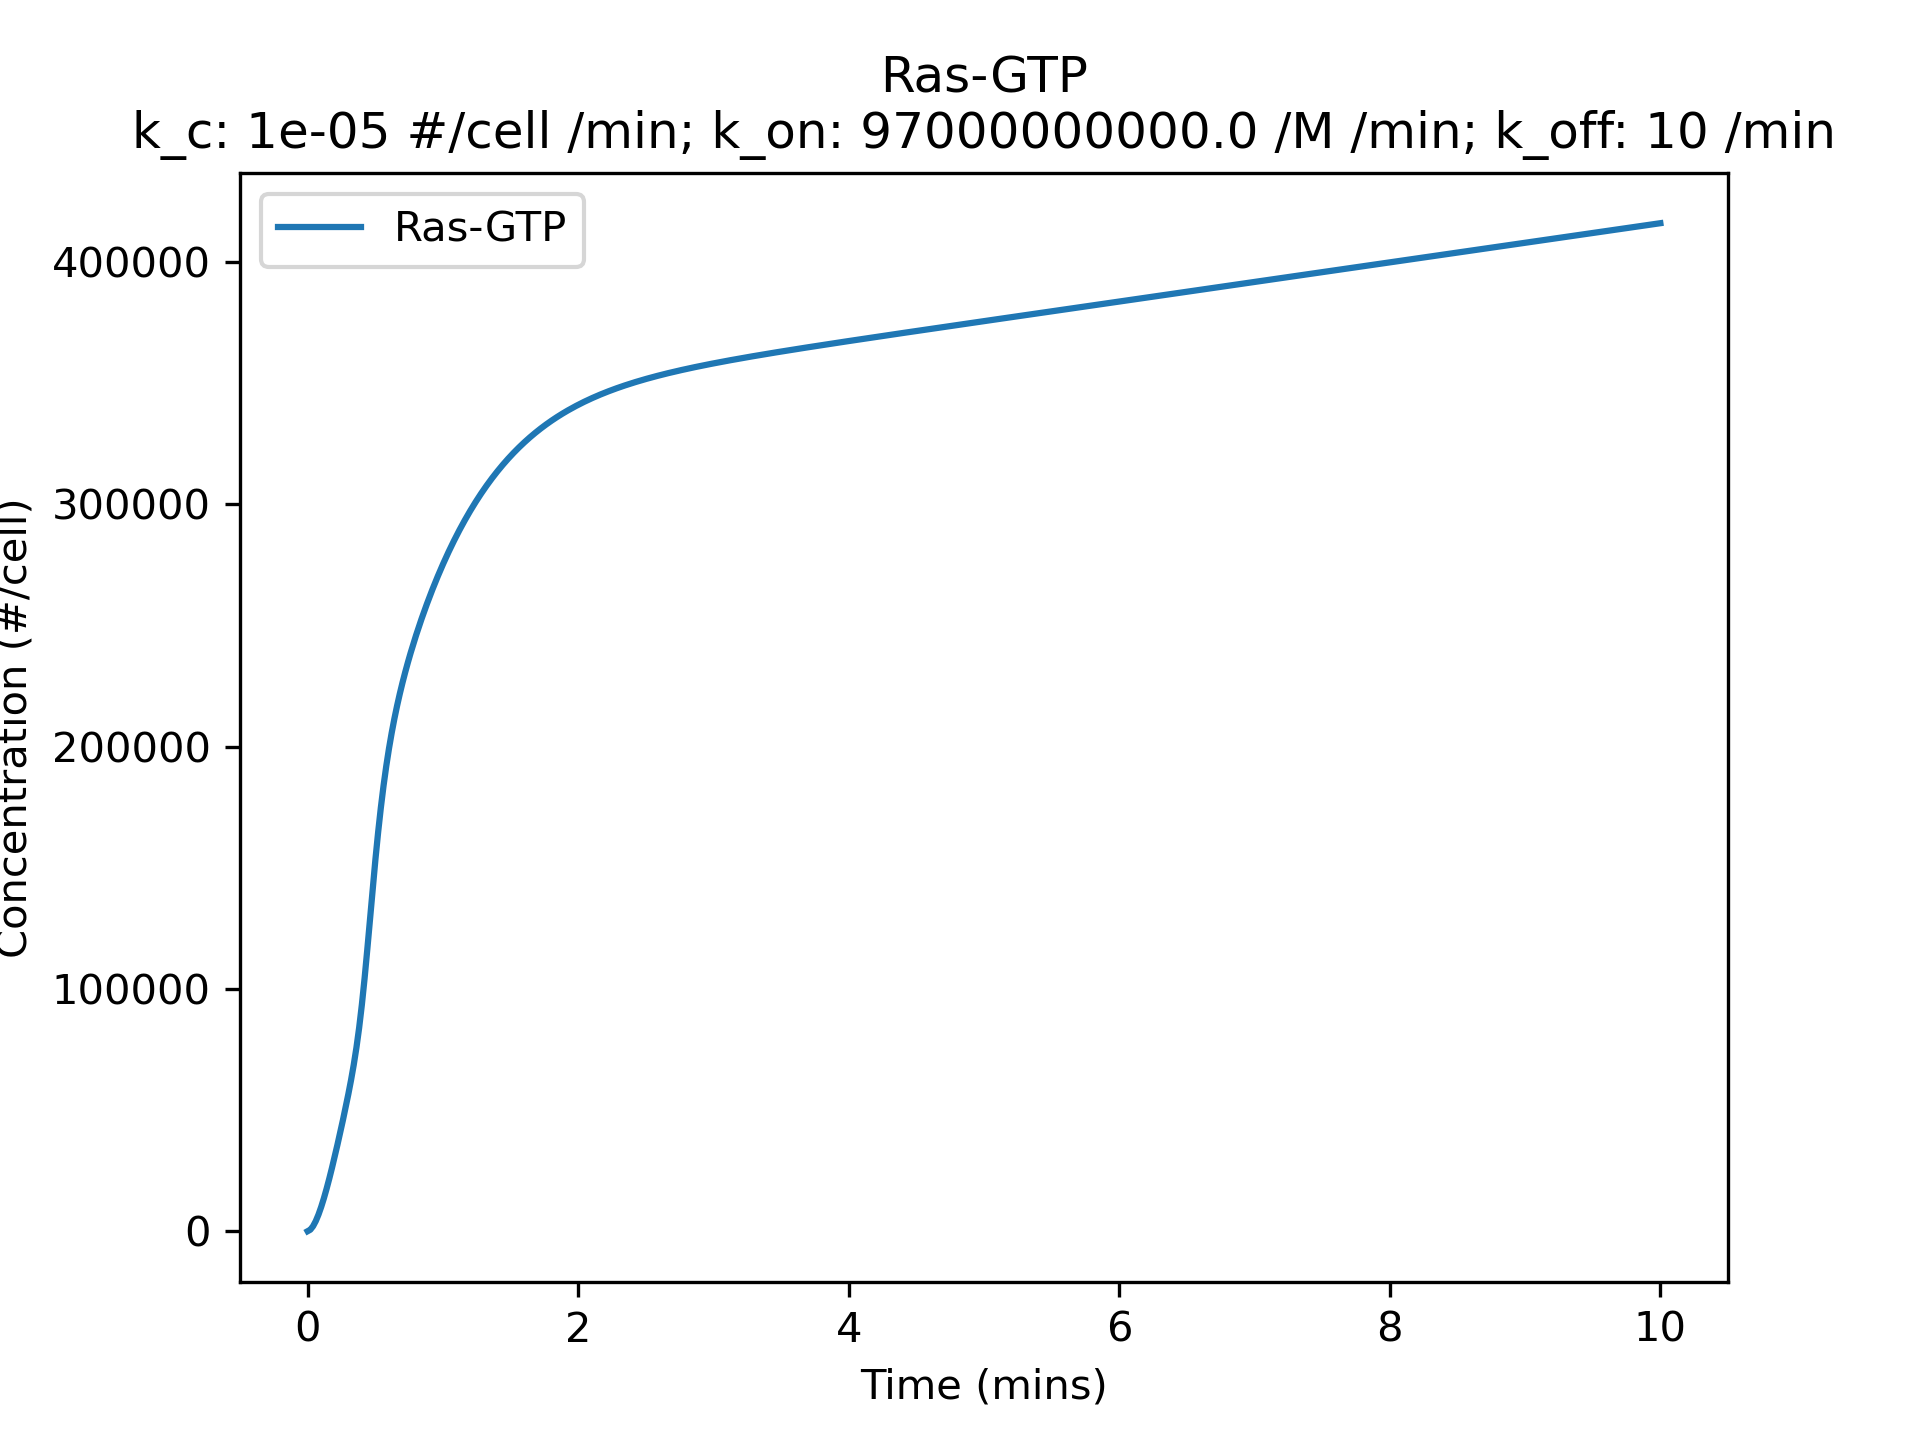 Ras-GTP
k_c: 1e-05 #/cell /min; k_on: 97000000000.0 /M /min; k_off: 10 /min
Ras-GTP
400000
300000
200000
100000
0
Concentration (#/cell)
0 2 4 6 8 10
Time (mins)